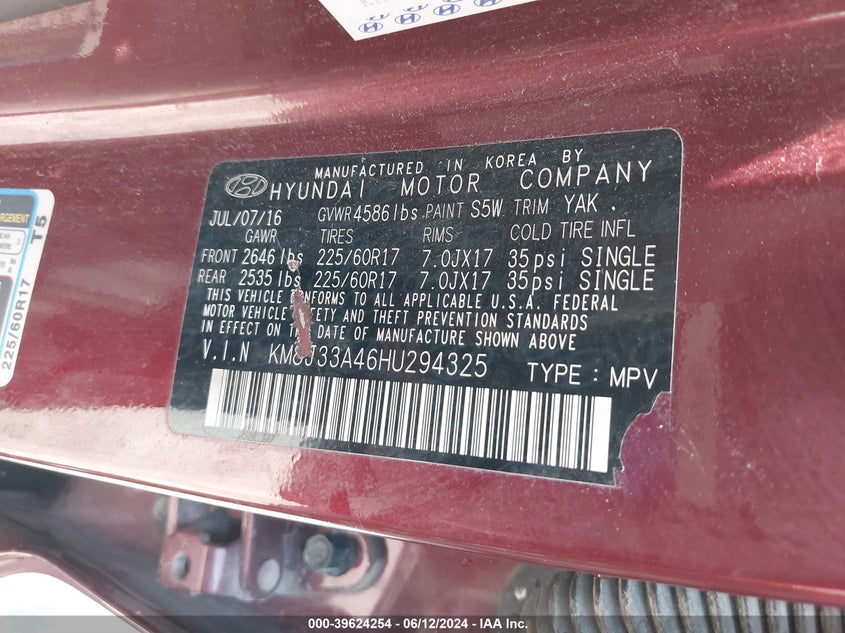 MANUFACTURED IN KOREA BY
HYUNDAI MOTOR COMPANY
JUL/07/16 GVWR 4586 lbs PAINT S5W TRIM YAK
GAWR TIRES RIMS COLD TIRE INFL
FRONT 2646 lbs 225/60R17 7.0JX17 35psi SINGLE
REAR 2535 lbs 225/60R17 7.0JX17 35psi SINGLE
THIS VEHICLE CONFORMS TO ALL APPLICABLE U.S.A. FEDERAL
MOTOR VEHICLE SAFETY AND THEFT PREVENTION STANDARDS
IN EFFECT ON THE DATE OF MANUFACTURE SHOWN ABOVE
V.I.N KM8J33A46HU294325 TYPE : MPV
T5
225/60R17
000-39624254 - 06/12/2024 - IAA Inc.